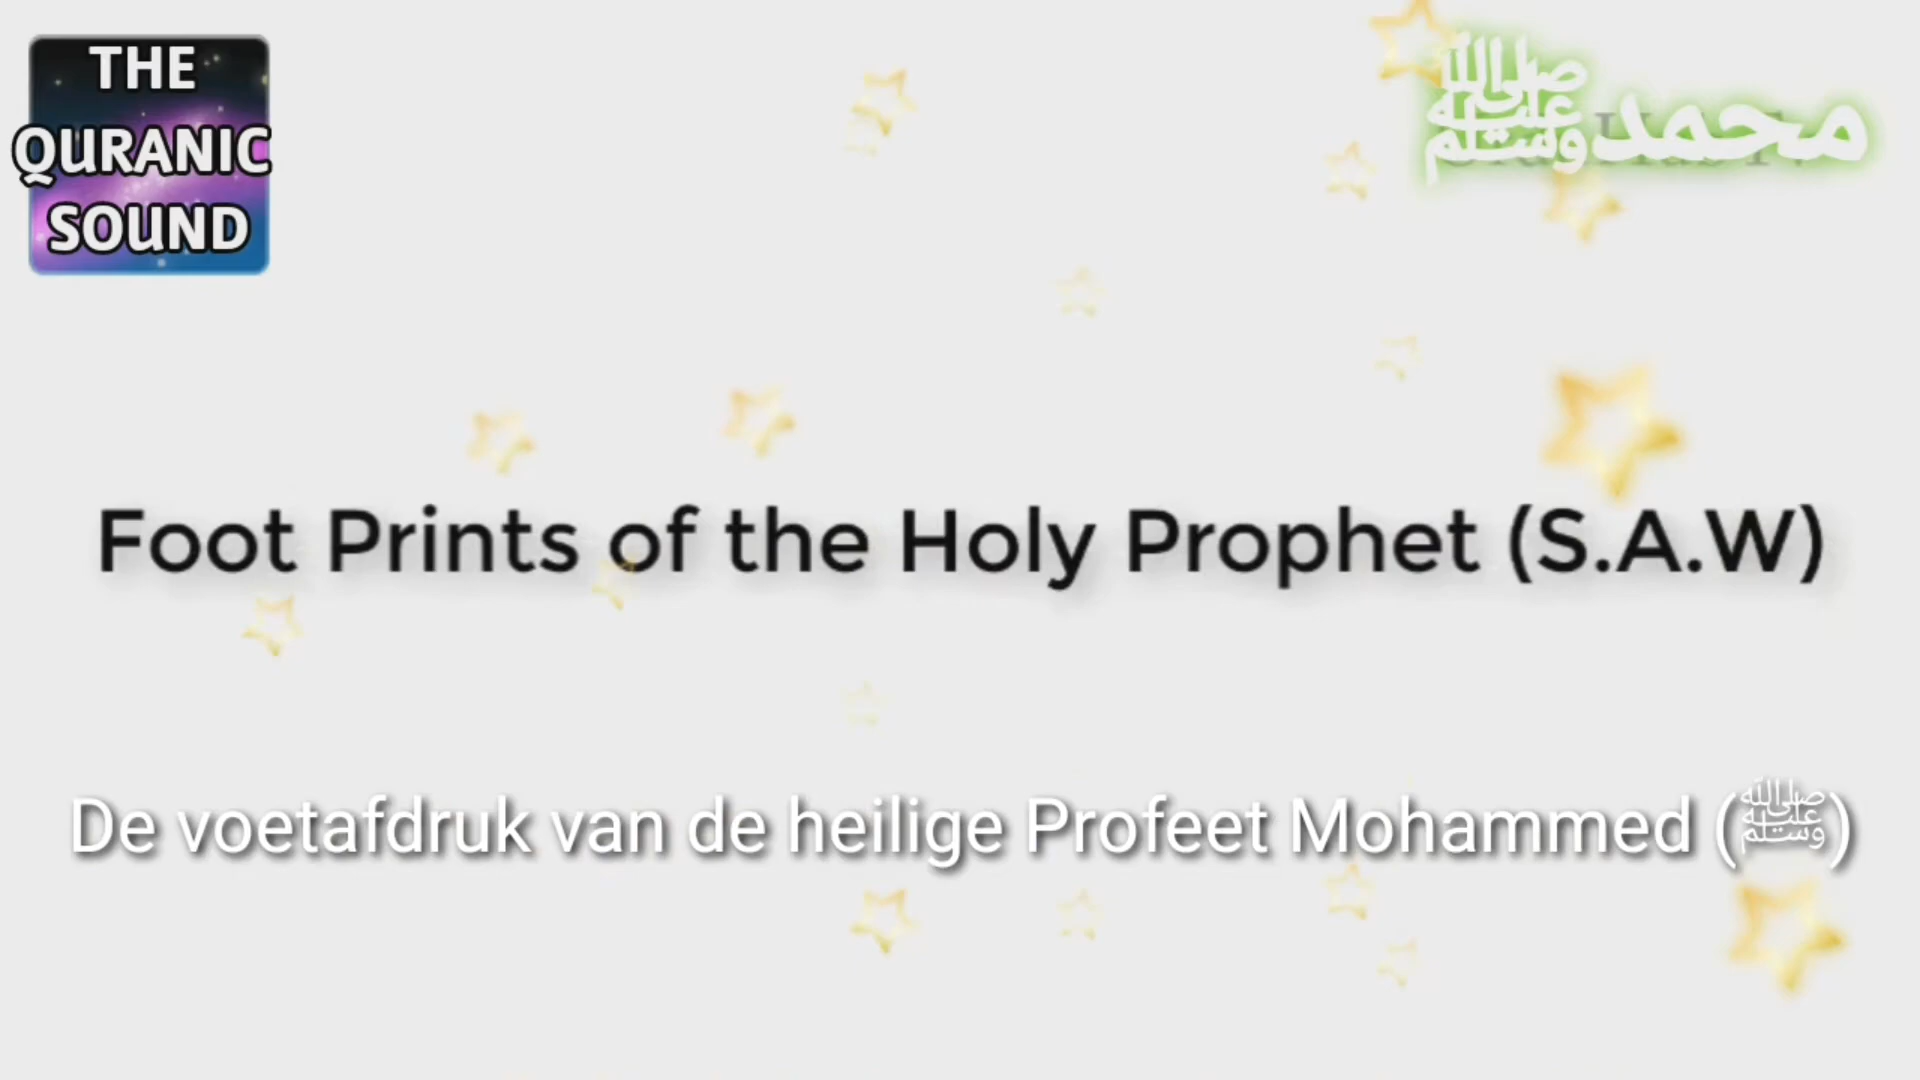 THE
QURANIC
SOUND
محمد ﷺ
Foot Prints of the Holy Prophet (S.A.W)
De voetafdruk van de heilige Profeet Mohammed (ﷺ)